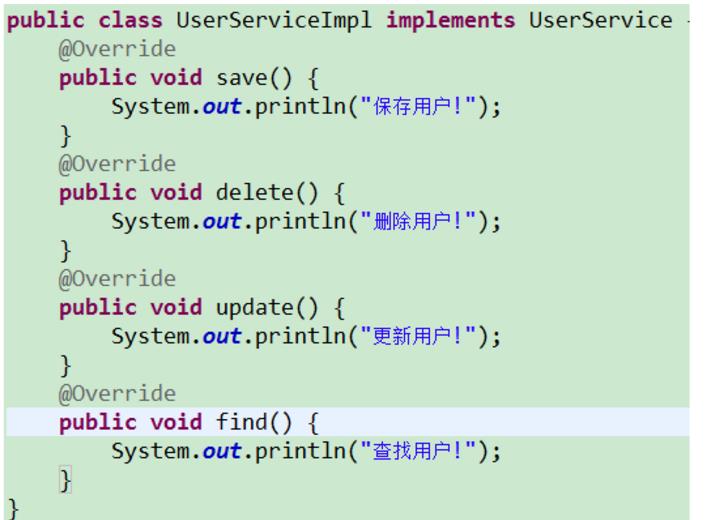 public class UserServiceImpl implements UserService
    @Override
    public void save() {
        System.out.println("保存用户!");
    }
    @Override
    public void delete() {
        System.out.println("删除用户!");
    }
    @Override
    public void update() {
        System.out.println("更新用户!");
    }
    @Override
    public void find() {
        System.out.println("查找用户!");
    }
}